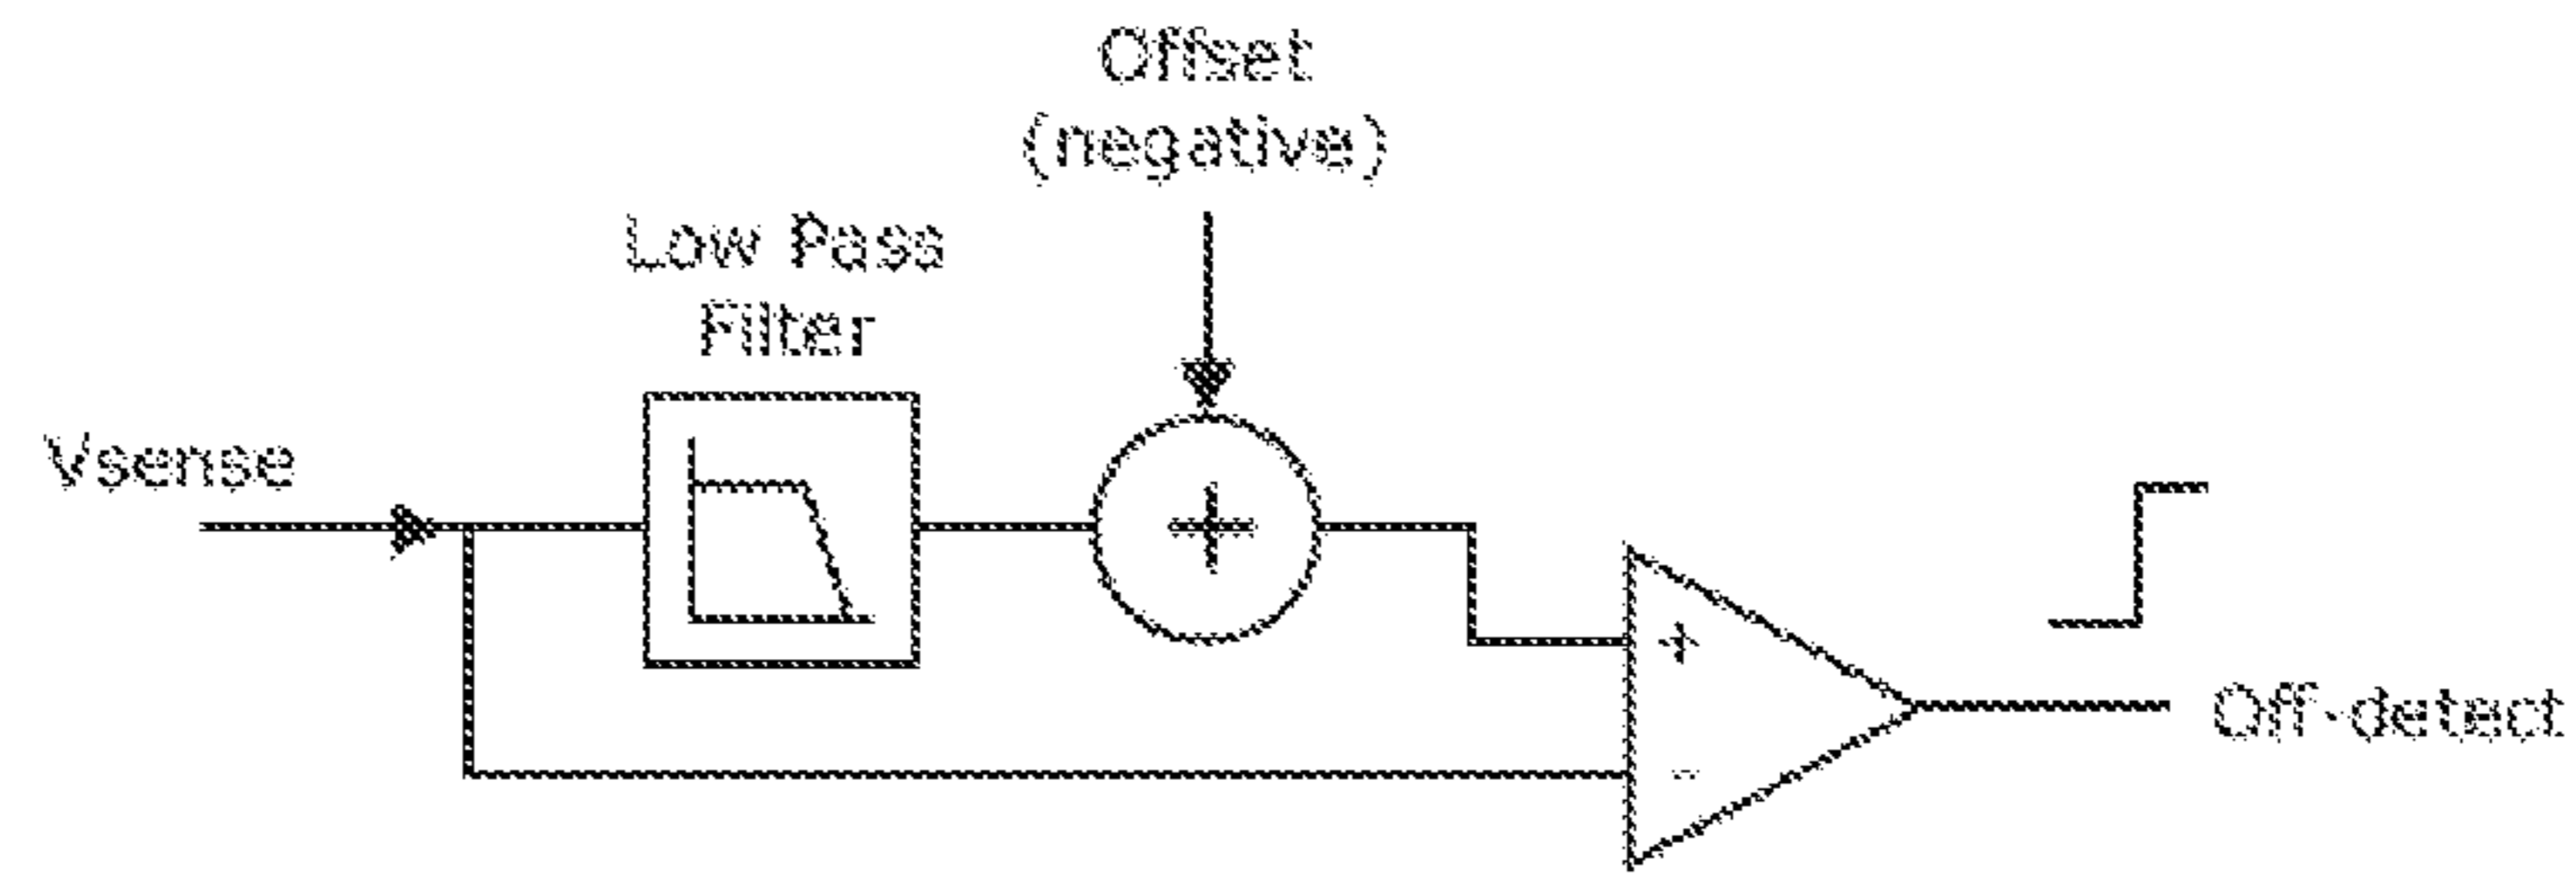 Offset
(negative)
Low Pass
Filter
Vsense
+
+
-
Off-detect